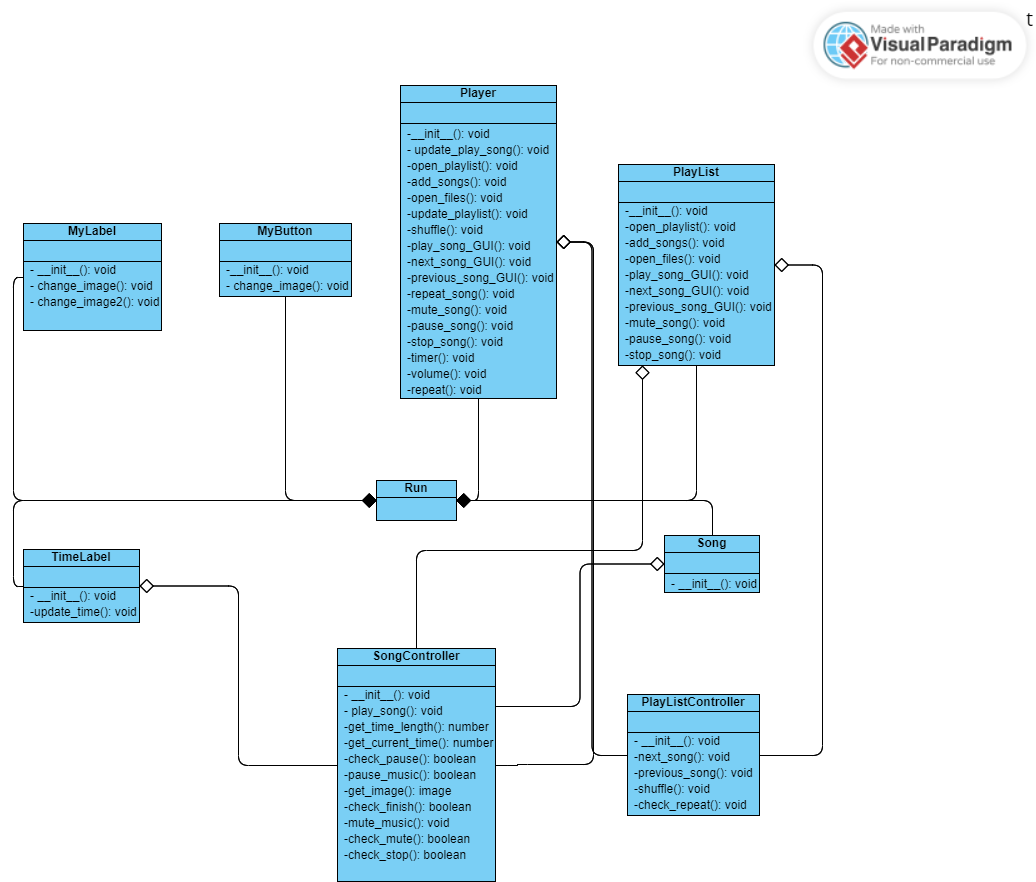 t
Made with
VisualParadigm
For non-commercial use
Player
-__init__(): void
- update_play_song(): void
-open_playlist(): void
-add_songs(): void
-open_files(): void
-update_playlist(): void
-shuffle(): void
-play_song_GUI(): void
-next_song_GUI(): void
-previous_song_GUI(): void
-repeat_song(): void
-mute_song(): void
-pause_song(): void
-stop_song(): void
-timer(): void
-volume(): void
-repeat(): void
PlayList
-__init__(): void
-open_playlist(): void
-add_songs(): void
-open_files(): void
-play_song_GUI(): void
-next_song_GUI(): void
-previous_song_GUI(): void
-mute_song(): void
-pause_song(): void
-stop_song(): void
MyLabel
- __init__(): void
- change_image(): void
- change_image2(): void
MyButton
-__init__(): void
- change_image(): void
Run
TimeLabel
- __init__(): void
-update_time(): void
Song
- __init__(): void
SongController
- __init__(): void
- play_song(): void
-get_time_length(): number
-get_current_time(): number
-check_pause(): boolean
-pause_music(): boolean
-get_image(): image
-check_finish(): boolean
-mute_music(): void
-check_mute(): boolean
-check_stop(): boolean
PlayListController
- __init__(): void
-next_song(): void
-previous_song(): void
-shuffle(): void
-check_repeat(): void